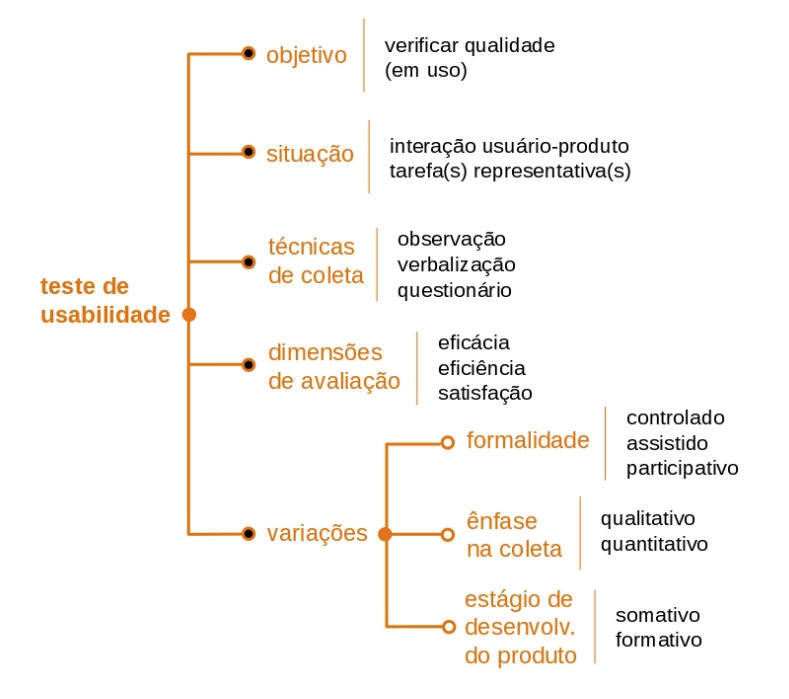 objetivo
verificar qualidade
(em uso)
situação
interação usuário-produto
tarefa(s) representativa(s)
técnicas
de coleta
observação
verbalização
questionário
teste de
usabilidade
dimensões
de avaliação
eficácia
eficiência
satisfação
variações
formalidade
controlado
assistido
participativo
ênfase
na coleta
qualitativo
quantitativo
estágio de
desenvolv.
do produto
somativo
formativo